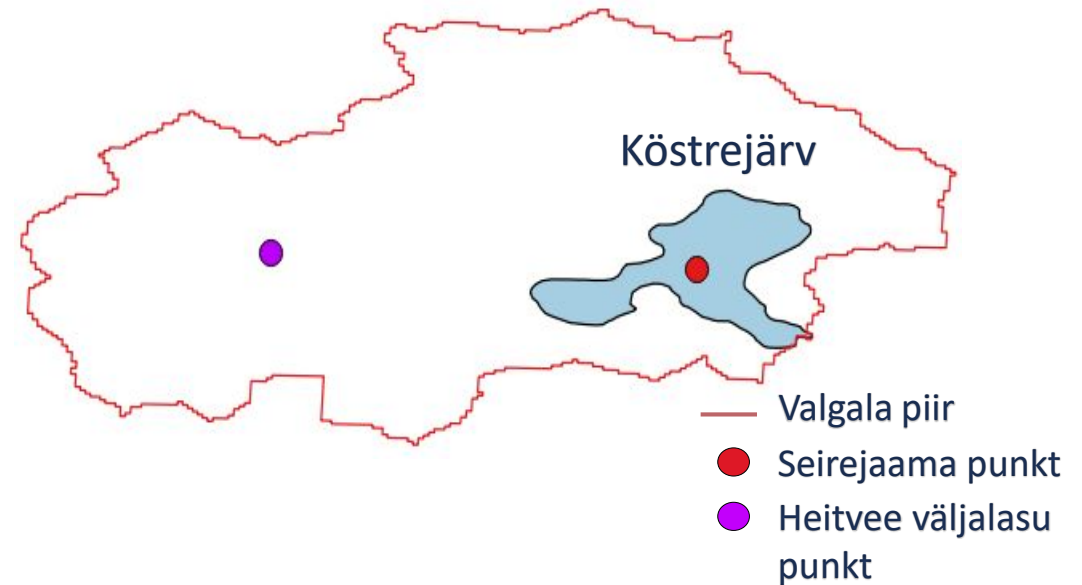 Köstrejärv
Valgala piir
Seirejaama punkt
Heitvee väljalasu
punkt